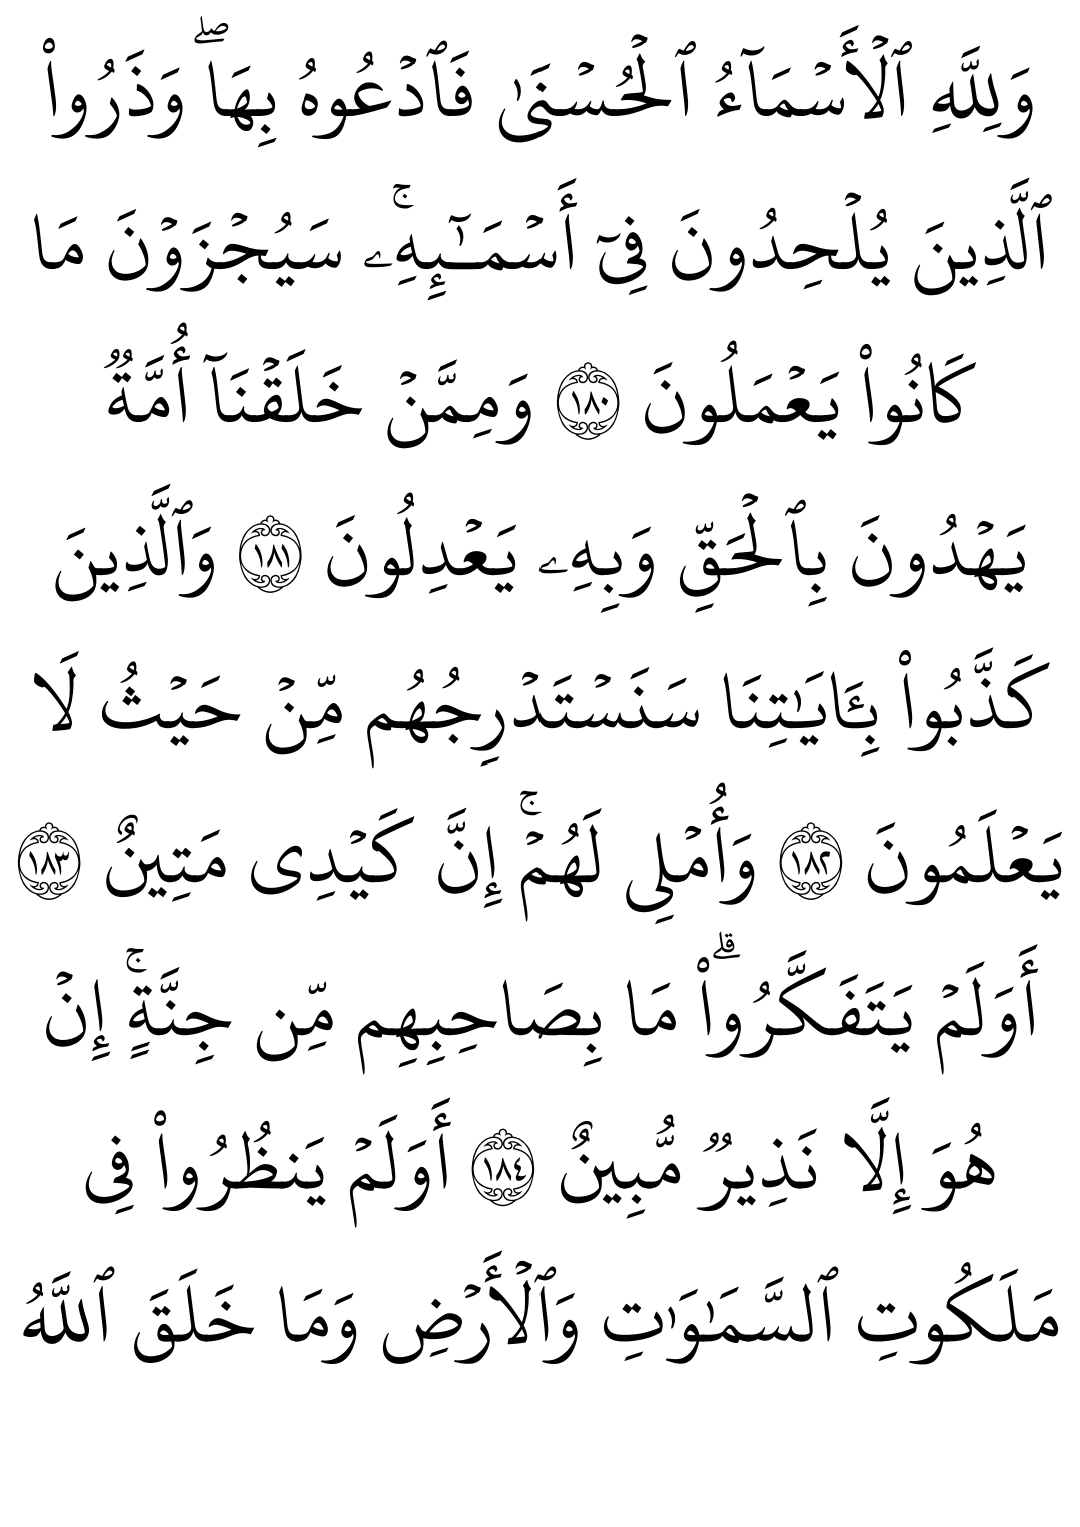 وَلِلَّهِ ٱلۡأَسۡمَآءُ ٱلۡحُسۡنَىٰ فَٱدۡعُوهُ بِهَاۖ وَذَرُواْ
ٱلَّذِينَ يُلۡحِدُونَ فِيٓ أَسۡمَـٰٓئِهِۦۚ سَيُجۡزَوۡنَ مَا
كَانُواْ يَعۡمَلُونَ ١٨٠ وَمِمَّنۡ خَلَقۡنَآ أُمَّةٞ
يَهۡدُونَ بِٱلۡحَقِّ وَبِهِۦ يَعۡدِلُونَ ١٨١ وَٱلَّذِينَ
كَذَّبُواْ بِـَٔايَـٰتِنَا سَنَسۡتَدۡرِجُهُم مِّنۡ حَيۡثُ لَا
يَعۡلَمُونَ ١٨٢ وَأُمۡلِي لَهُمۡۚ إِنَّ كَيۡدِي مَتِينٌ ١٨٣
أَوَلَمۡ يَتَفَكَّرُواْۗ مَا بِصَاحِبِهِم مِّن جِنَّةٍۚ إِنۡ
هُوَ إِلَّا نَذِيرٞ مُّبِينٌ ١٨٤ أَوَلَمۡ يَنظُرُواْ فِي
مَلَكُوتِ ٱلسَّمَـٰوَٰتِ وَٱلۡأَرۡضِ وَمَا خَلَقَ ٱللَّهُ